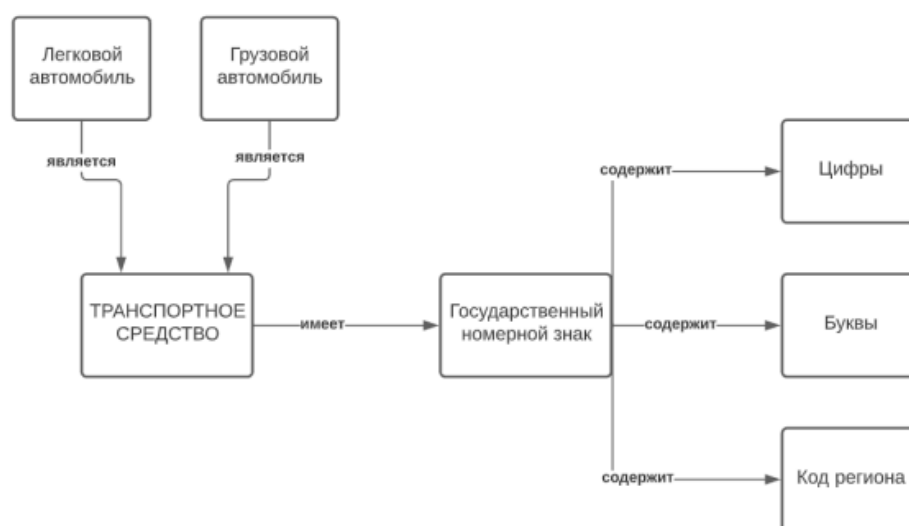 Легковой
автомобиль
Грузовой
автомобиль
является
является
содержит
Цифры
ТРАНСПОРТНОЕ
СРЕДСТВО
имеет
Государственный
номерной знак
содержит
Буквы
содержит
Код региона